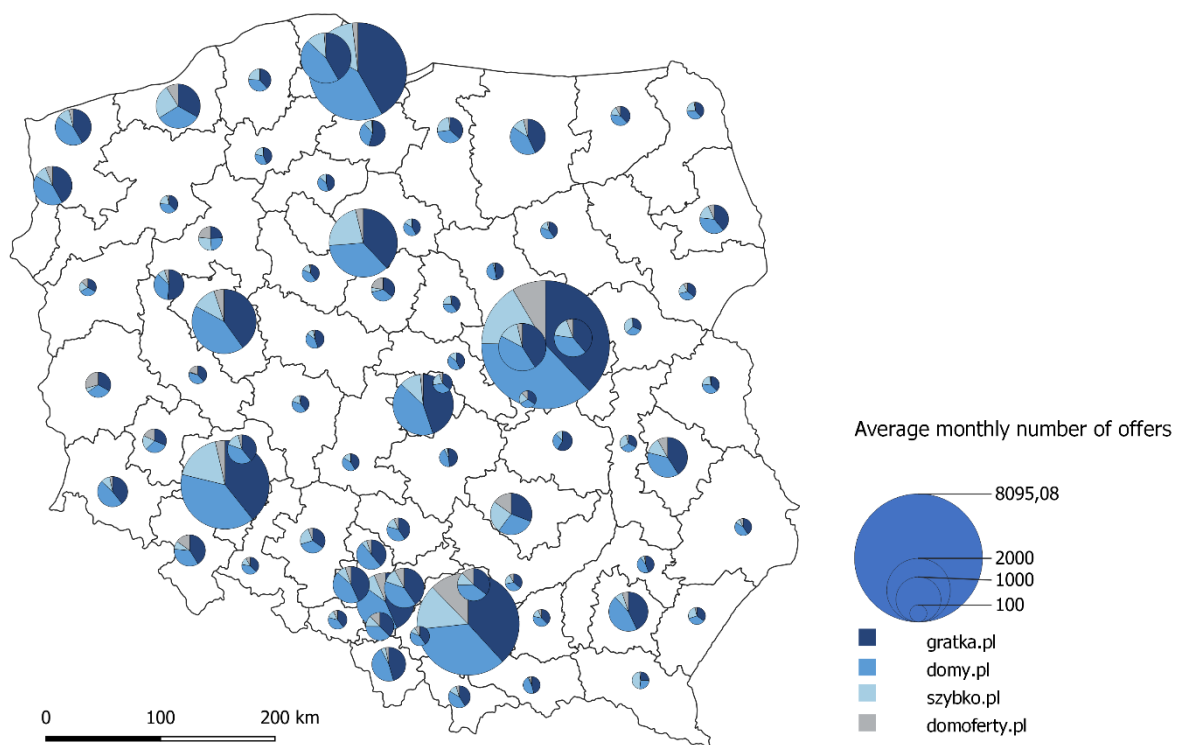 Average monthly number of offers
8095,08
2000
1000
100
gratka.pl
domy.pl
szybko.pl
domoferty.pl
0 100 200 km